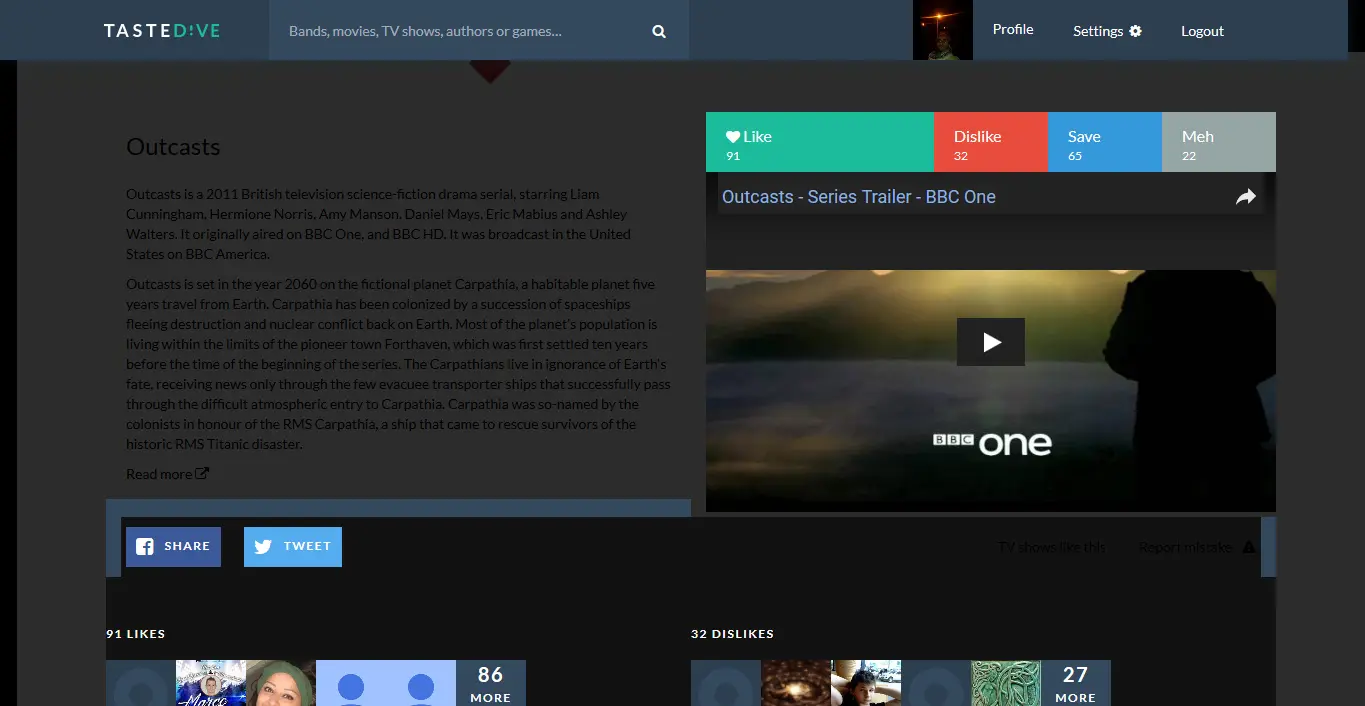 TASTEDIVE
Bands, movies, TV shows, authors or games...
Profile
Settings
Logout
Outcasts
Outcasts is a 2011 British television science-fiction drama serial, starring Liam
Cunningham, Hermione Norris, Amy Manson, Daniel Mays, Eric Mabius and Ashley
Walters. It originally aired on BBC One, and BBC HD. It was broadcast in the United
States on BBC America.
Outcasts is set in the year 2060 on the fictional planet Carpathia, a habitable planet five
years travel from Earth. Carpathia has been colonized by a succession of spaceships
fleeing destruction and nuclear conflict back on Earth. Most of the planet's population is
living within the limits of the pioneer town Forthaven, which was first settled ten years
before the time of the beginning of the series. The Carpathians live in ignorance of Earth's
fate, receiving news only through the few evacuee transporter ships that successfully pass
through the difficult atmospheric entry to Carpathia. Carpathia was so-named by the
colonists in honour of the RMS Carpathia, a ship that came to rescue survivors of the
historic RMS Titanic disaster.
Read more
Like
91
Dislike
32
Save
65
Meh
22
Outcasts - Series Trailer - BBC One
BBC one
SHARE
TWEET
TV shows like this
Report mistake
91 LIKES
86
MORE
32 DISLIKES
27
MORE